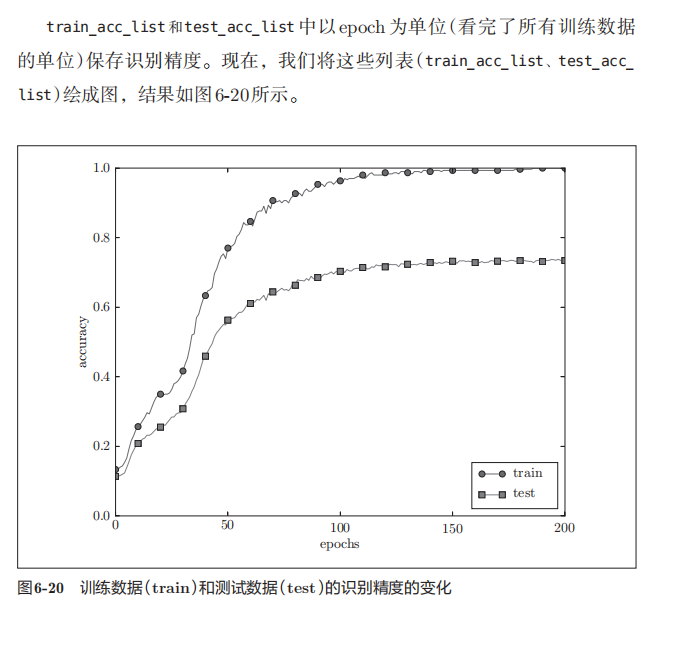 train_acc_list和test_acc_list中以epoch为单位(看完了所有训练数据
的单位)保存识别精度。现在，我们将这些列表(train_acc_list、test_acc_
list)绘成图，结果如图6-20所示。
1.0
0.8
0.6
0.4
0.2
0.0
accuracy
0 50 100 150 200
epochs
train
test
图6-20 训练数据(train)和测试数据(test)的识别精度的变化